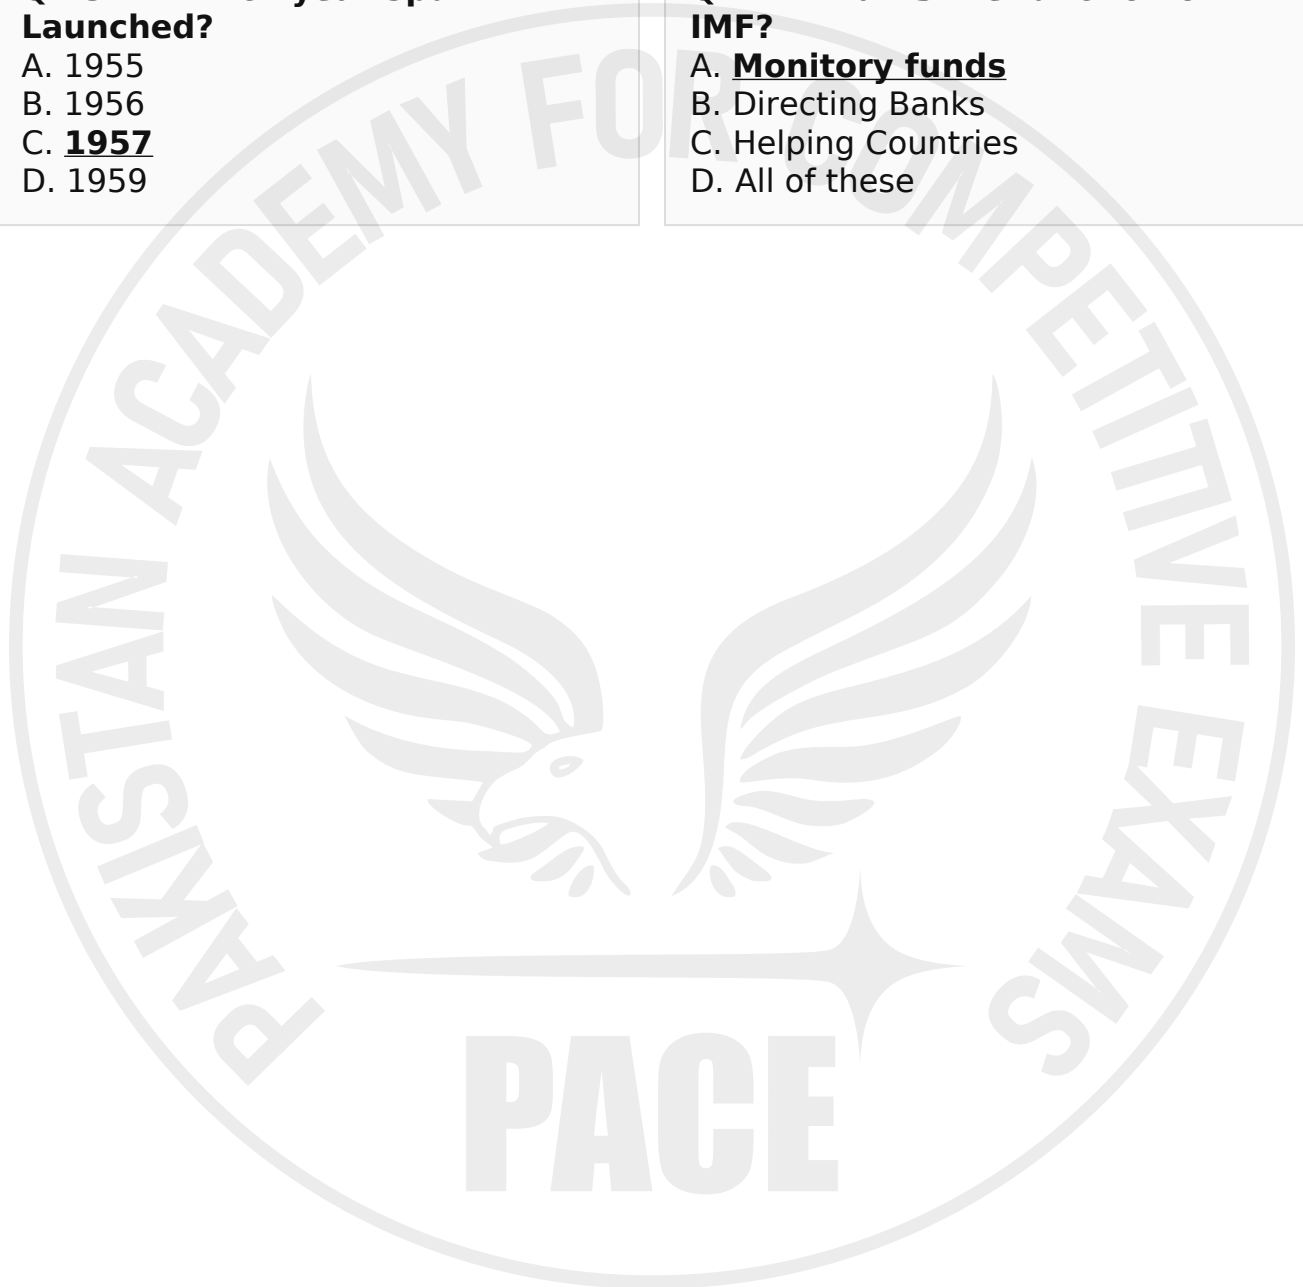 Launched?
A. 1955
B. 1956
C. 1957
D. 1959
IMF?
A. Monitory funds
B. Directing Banks
C. Helping Countries
D. All of these
PAKISTAN ACADEMY FOR COMPETITIVE EXAMS
PACE